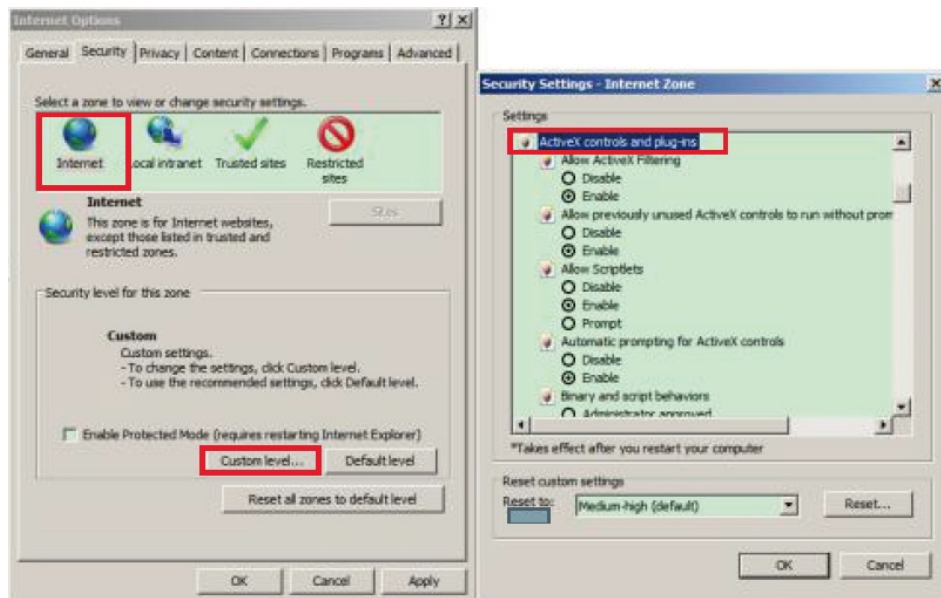 Internet Options
General Security Privacy Content Connections Programs Advanced
Select a zone to view or change security settings.
Internet
Local intranet
Trusted sites
Restricted
sites
Internet
This zone is for Internet websites,
except those listed in trusted and
restricted zones.
Sites
Security level for this zone
Custom
Custom settings.
- To change the settings, click Custom level.
- To use the recommended settings, click Default level.
Enable Protected Mode (requires restarting Internet Explorer)
Custom level...
Default level
Reset all zones to default level
OK
Cancel
Apply
Security Settings - Internet Zone
Settings
ActiveX controls and plug-ins
Allow ActiveX Filtering
Disable
Enable
Allow previously unused ActiveX controls to run without prom
Disable
Enable
Allow Scriptlets
Disable
Enable
Prompt
Automatic prompting for ActiveX controls
Disable
Enable
Binary and script behaviors
Administrator approved
*Takes effect after you restart your computer
Reset custom settings
Reset to:
Medium-high (default)
Reset...
OK
Cancel